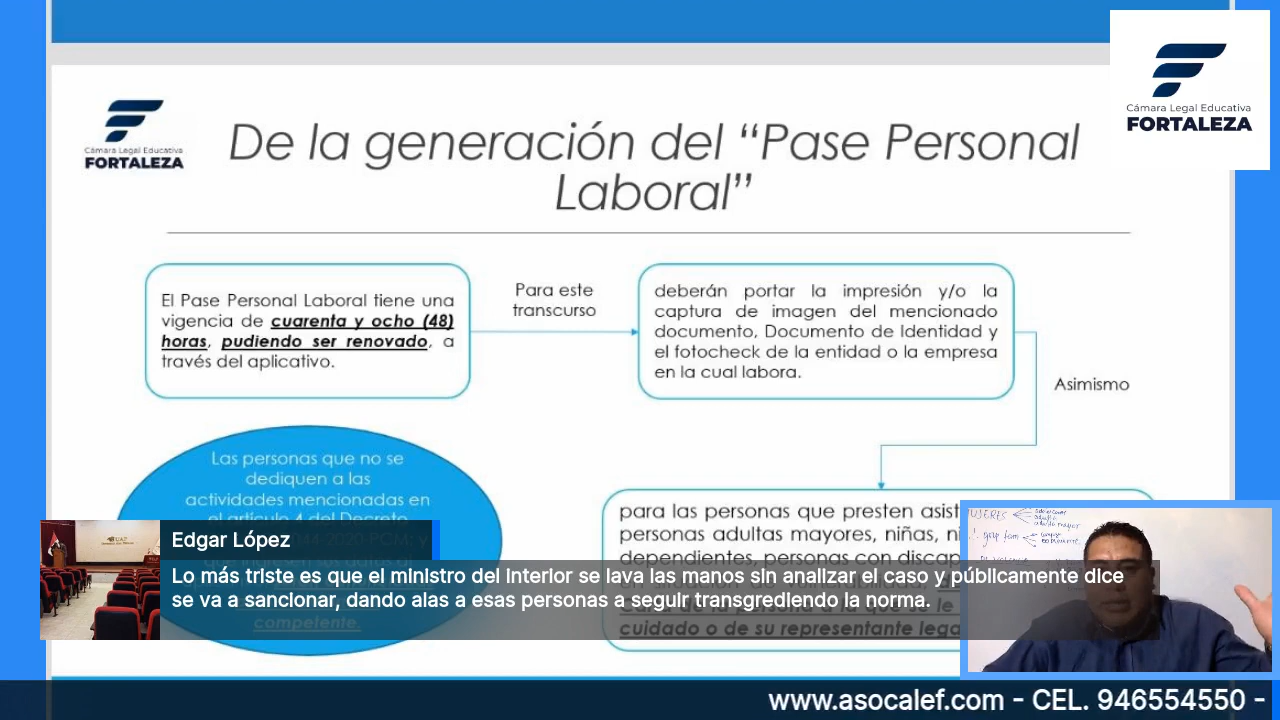 Cámara Legal Educativa
FORTALEZA
Cámara Legal Educativa
FORTALEZA
De la generación del “Pase Personal
Laboral”
El Pase Personal Laboral tiene una
vigencia de cuarenta y ocho (48)
horas, pudiendo ser renovado, a
través del aplicativo.
Para este
transcurso
deberán portar la impresión y/o la
captura de imagen del mencionado
documento, Documento de Identidad y
el fotocheck de la entidad o la empresa
en la cual labora.
Asimismo
Las personas que no se
dediquen a las
actividades mencionadas en
el artículo 4 del Decreto
competente.
para las personas que presten
personas adultas mayores, niñas,
dependientes, personas con
cuidado o de su representante
Edgar López
Lo más triste es que el ministro del interior se lava las manos sin analizar el caso y públicamente dice
se va a sancionar, dando alas a esas personas a seguir transgrediendo la norma.
MUJERES
www.asocalef.com - CEL. 946554550 -